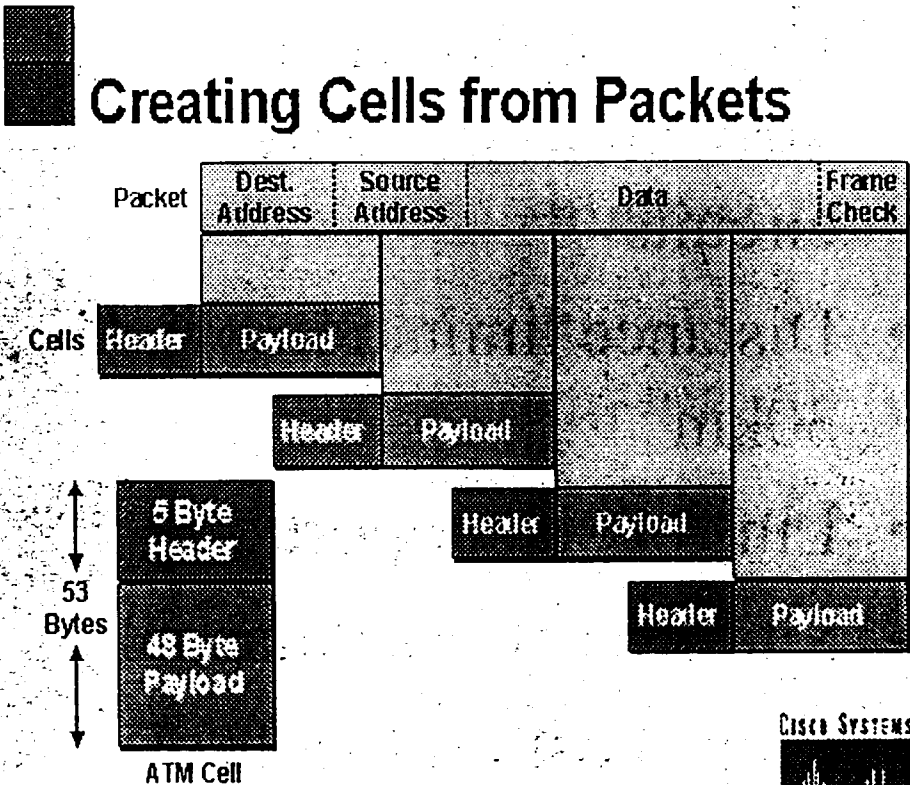 Creating Cells from Packets
Packet
Dest.
Address
Source
Address
Data
Frame
Check
Cells
Header
Payload
Header
Payload
Header
Payload
Header
Payload
5 Byte
Header
53
Bytes
48 Byte
Payload
ATM Cell
CISCO SYSTEMS